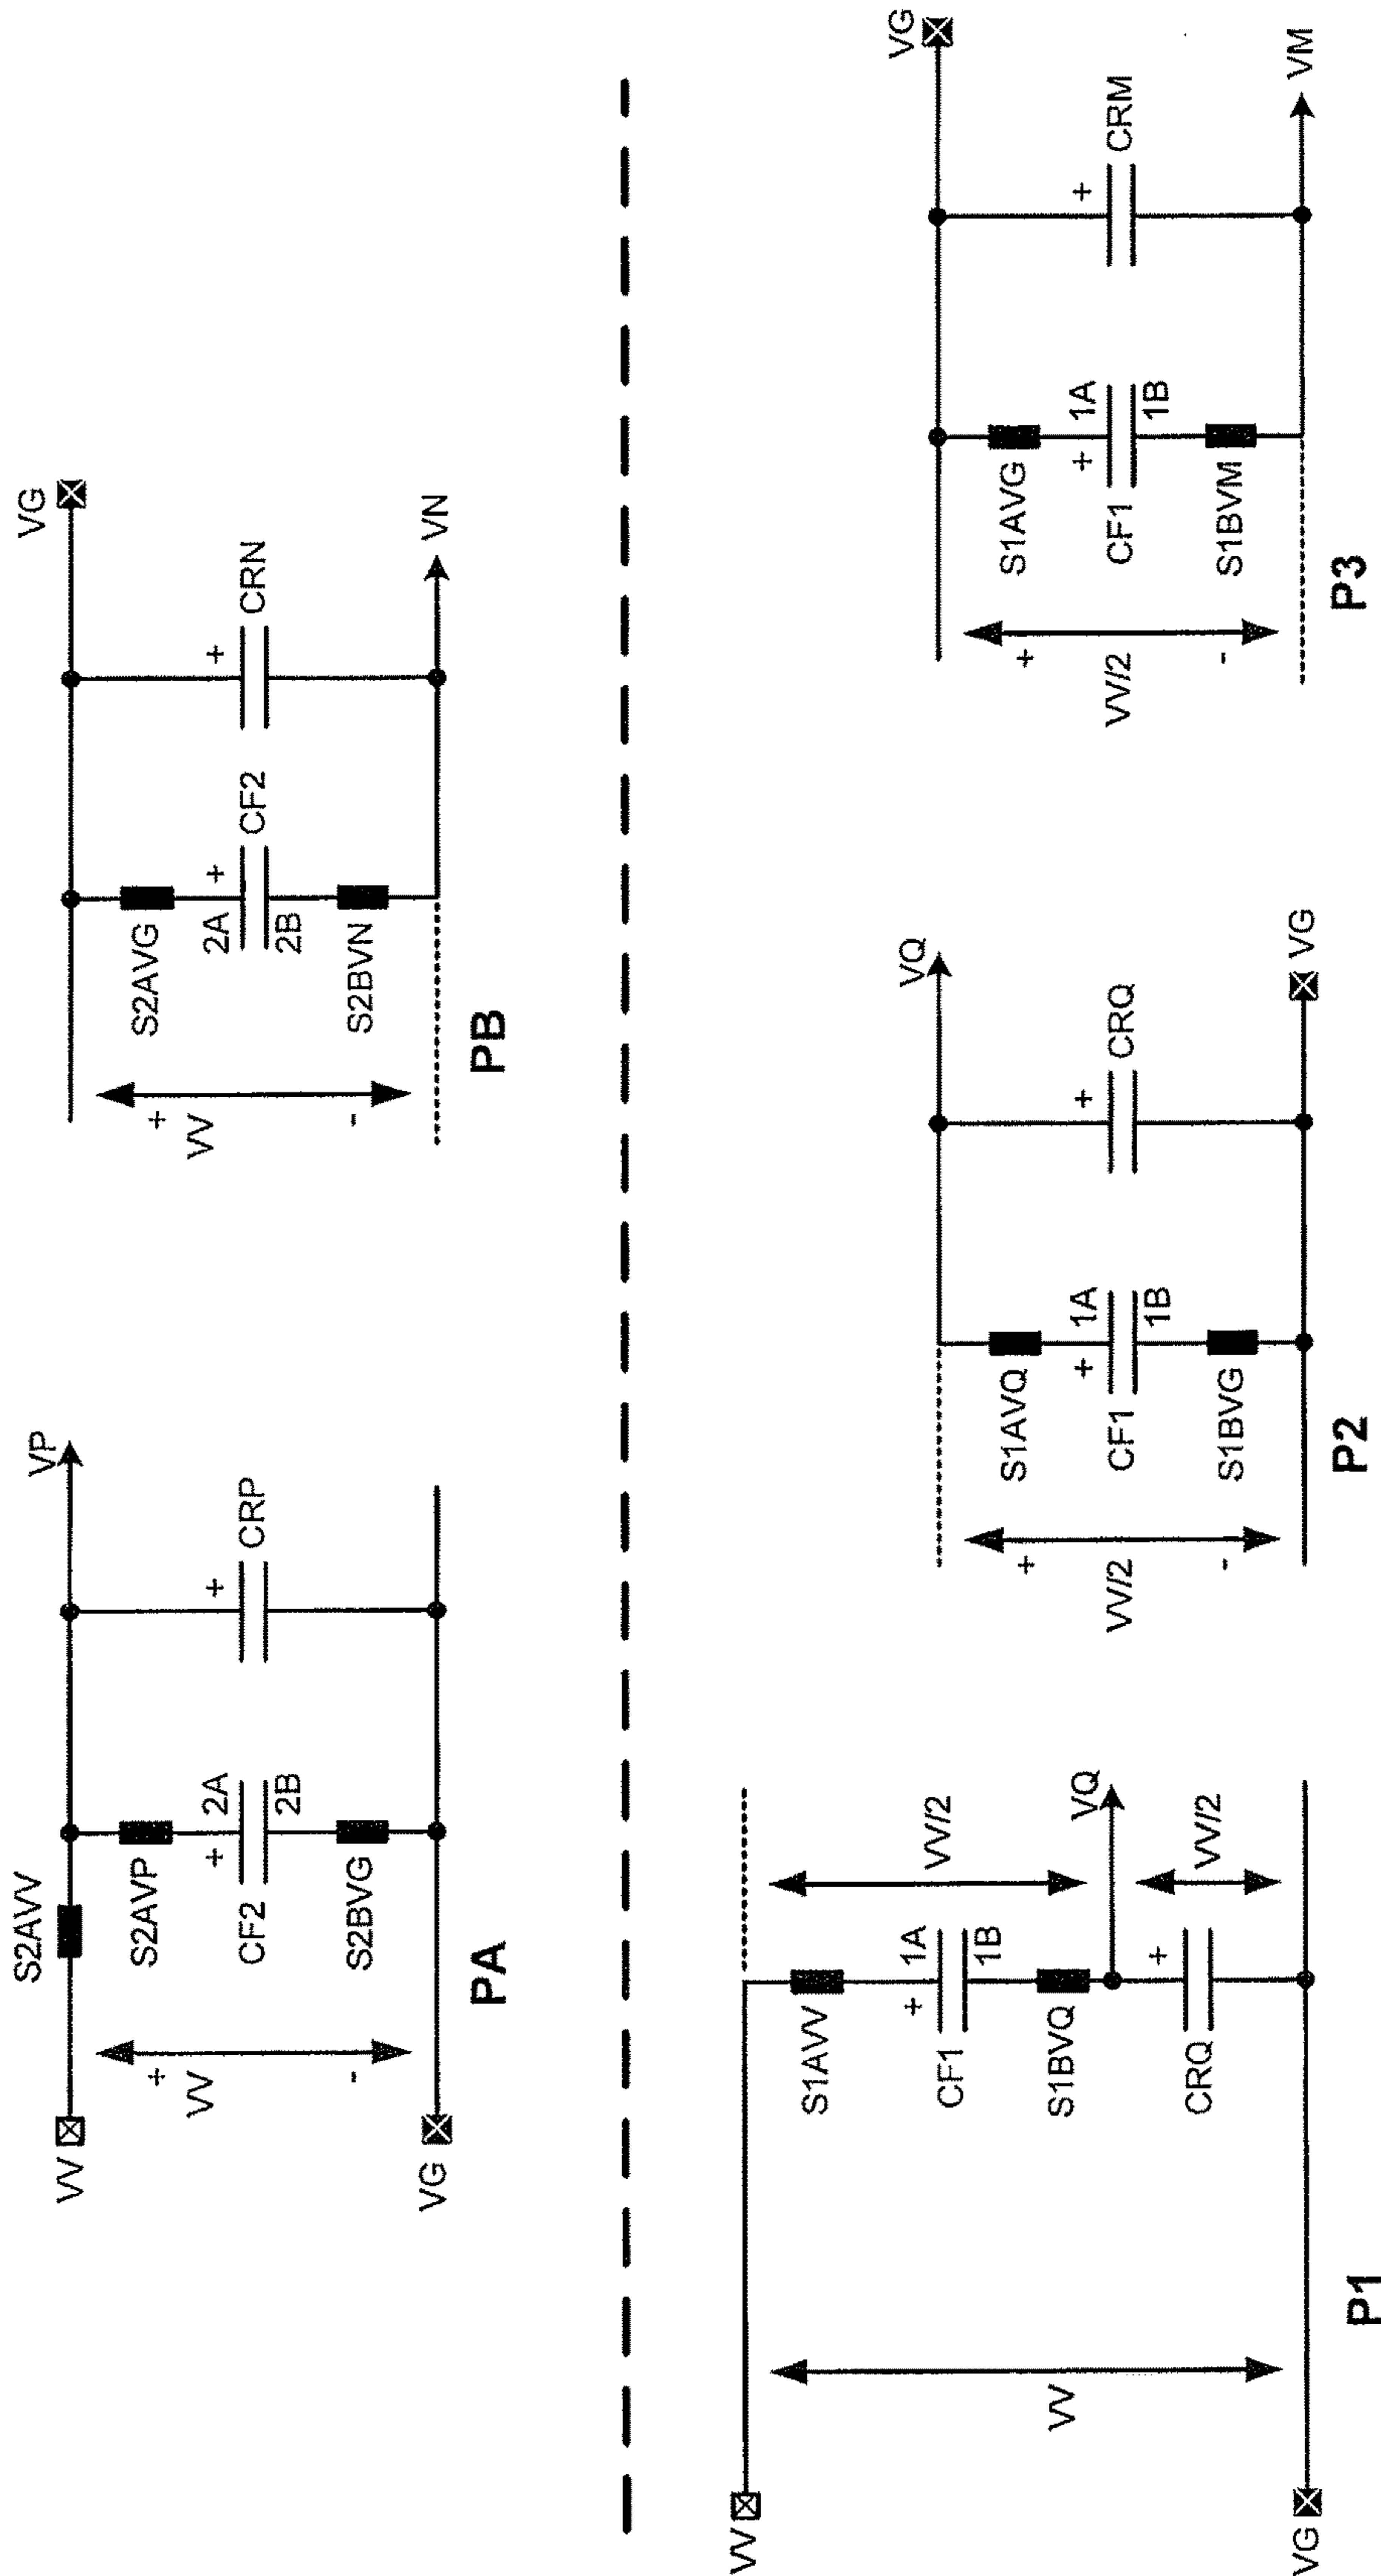 S2AVV
VP
VV
+
VV
-
S2AVP
+
2A
CF2
2B
S2BVG
+
CRP
VG
PA
VG
+
VV
-
S2AVG
2A
+
2B
CF2
S2BVN
+
CRN
VN
PB
VV
VV
S1AVV
+
1A
CF1
1B
S1BVQ
VV/2
VQ
+
CRQ
VV/2
VG
P1
VQ
+
VV/2
-
S1AVQ
+
1A
CF1
1B
S1BVG
+
CRQ
VG
P2
VG
+
VV/2
-
S1AVG
+
1A
CF1
1B
S1BVM
+
CRM
VM
P3